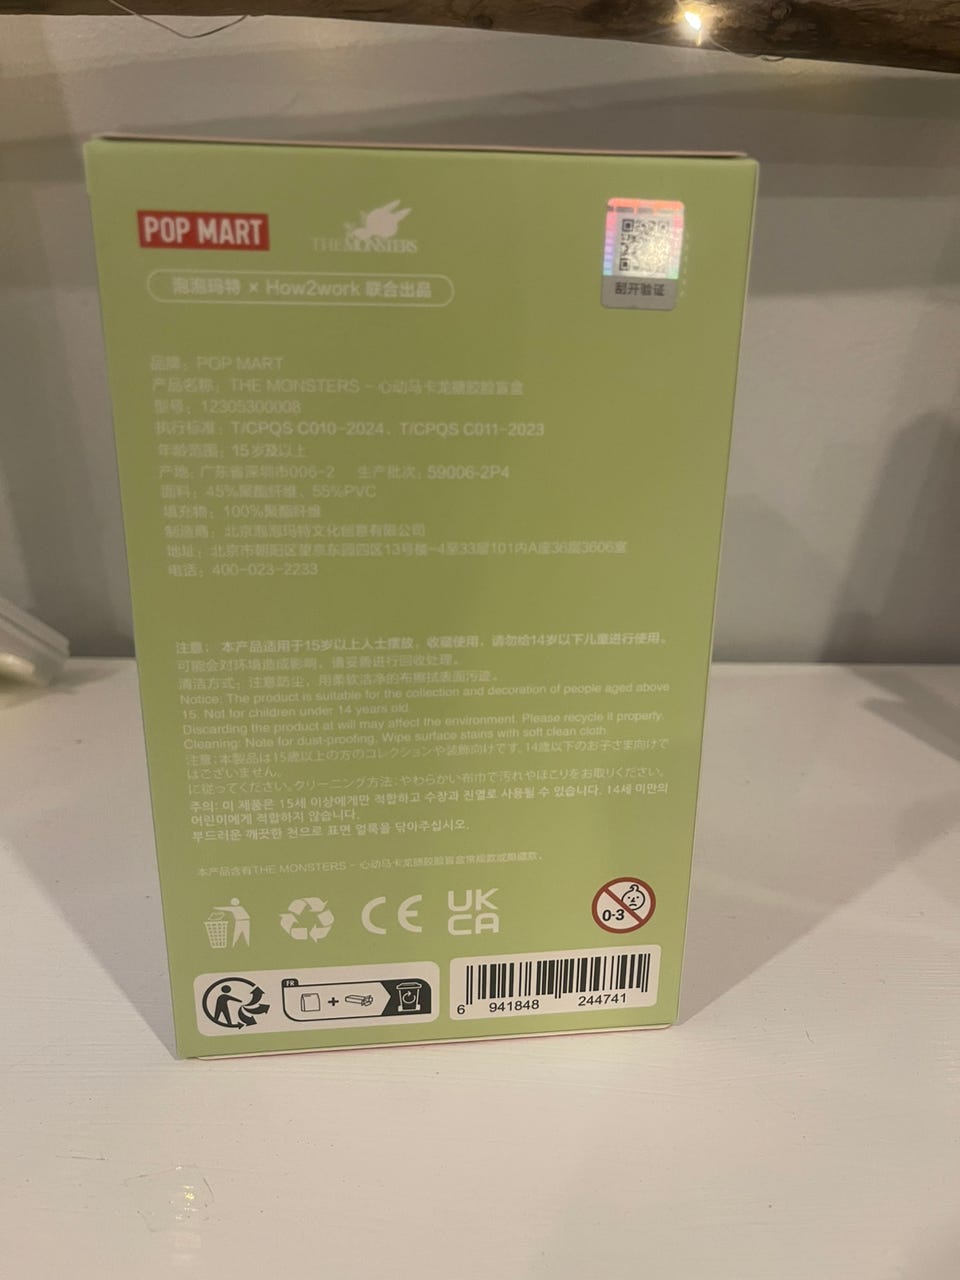 POP MART
THE MONSTERS
泡泡玛特 × How2work 联合出品
刮开验证
品牌：POP MART
产品名称：THE MONSTERS - 心动马卡龙搪胶脸盲盒
型号：12305300008
执行标准：T/CPQS C010-2024、T/CPQS C011-2023
年龄范围：15岁及以上
产地：广东省深圳市006-2 生产批次：59006-2P4
面料：45%聚酯纤维、55%PVC
填充物：100%聚酯纤维
制造商：北京泡泡玛特文化创意有限公司
地址：北京市朝阳区望京东园四区13号楼-4至33层101内A座36层3606室
电话：400-023-2233
注意：本产品适用于15岁以上人士摆放，收藏使用，请勿给14岁以下儿童进行使用。
可能会对环境造成影响，请妥善进行回收处理。
清洁方式：注意防尘，用柔软洁净的布擦拭表面污迹。
Notice: The product is suitable for the collection and decoration of people aged above
15. Not for children under 14 years old.
Discarding the product at will may affect the environment. Please recycle it properly.
Cleaning: Note for dust-proofing. Wipe surface stains with soft clean cloth.
注意：本製品は15歳以上の方のコレクションや装飾向けです。14歳以下のお子さま向けで
はございません。
に従ってください。クリーニング方法：やわらかい布巾で汚れやほこりをお取りください。
주의: 이 제품은 15세 이상에게만 적합하고 수장과 진열로 사용될 수 있습니다. 14세 미만의
어린이에게 적합하지 않습니다.
부드러운 깨끗한 천으로 표면 얼룩을 닦아주십시오.
本产品含有THE MONSTERS - 心动马卡龙搪胶脸盲盒常规款或隐藏款。
CE
UK
CA
0-3
FR
+
6 941848 244741